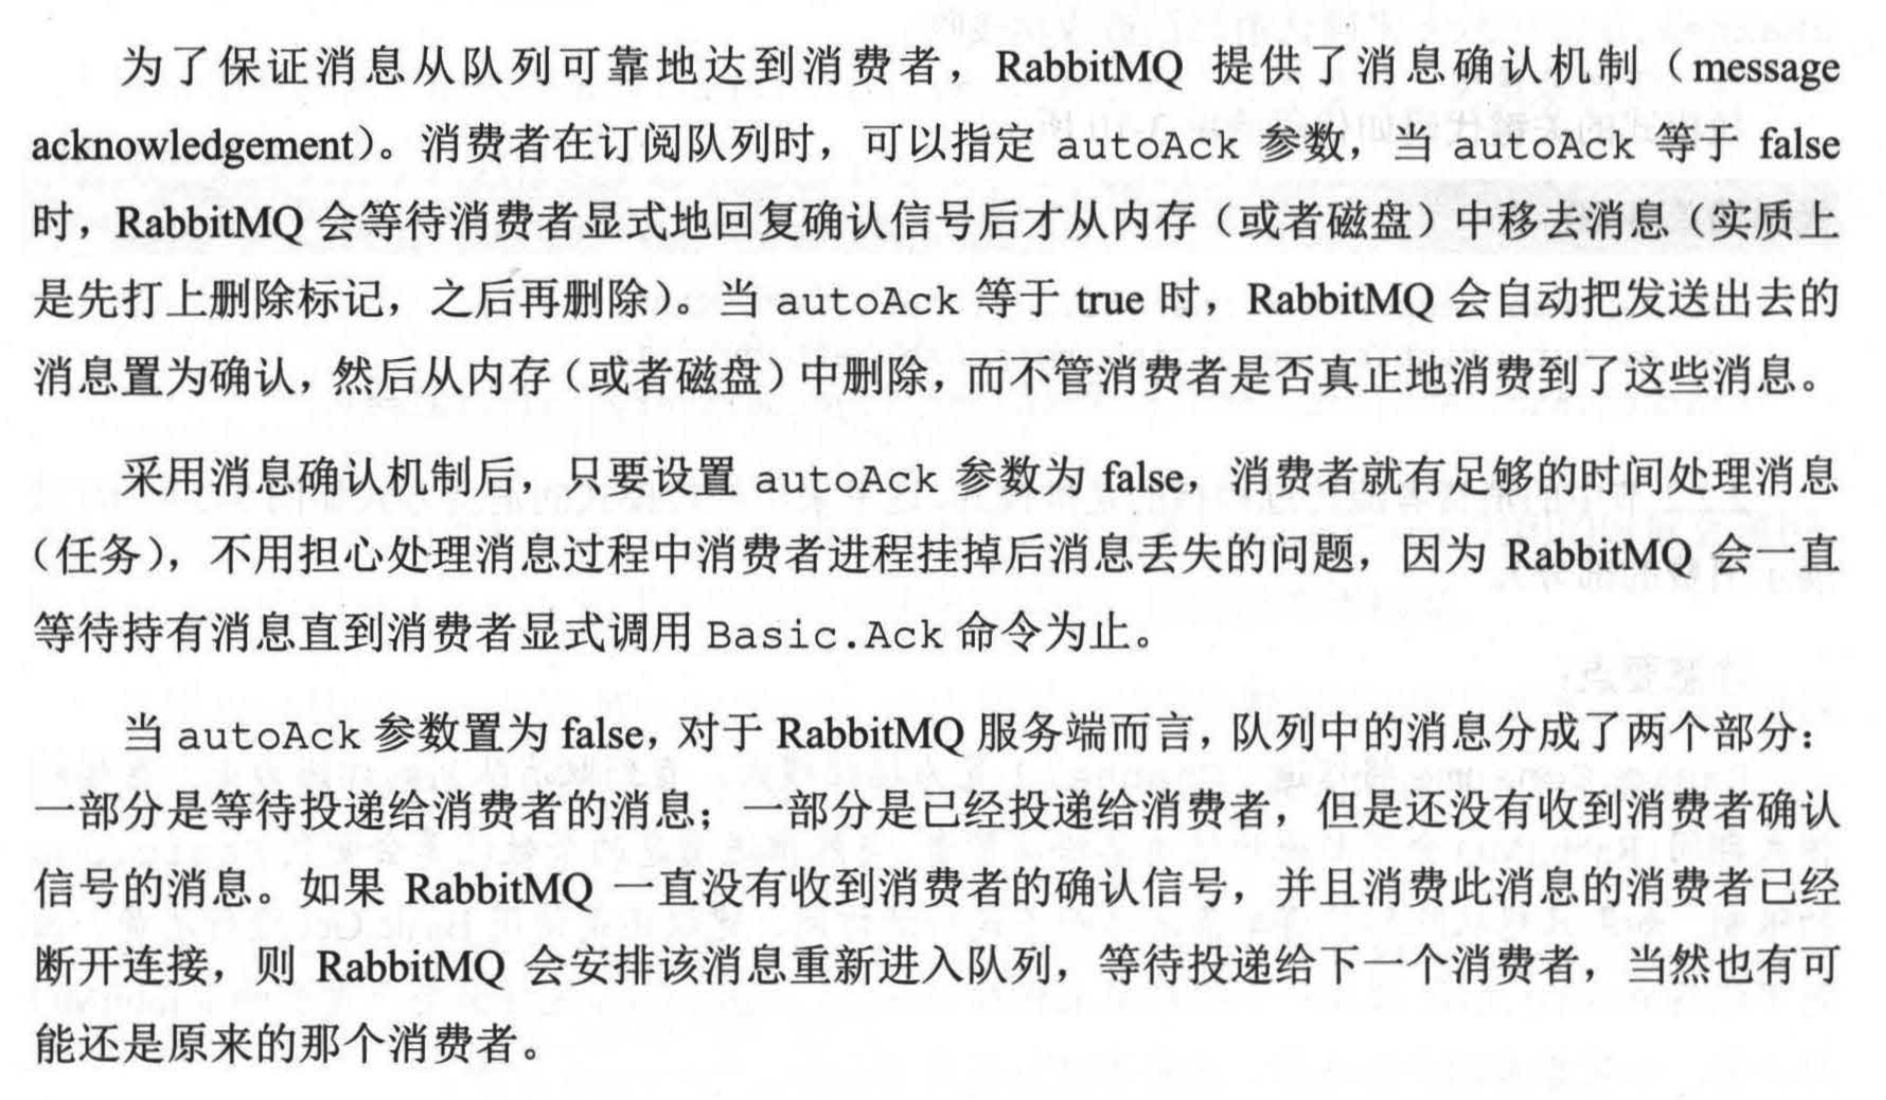 为了保证消息从队列可靠地达到消费者，RabbitMQ 提供了消息确认机制（message
acknowledgement）。消费者在订阅队列时，可以指定 autoAck 参数，当 autoAck 等于 false
时，RabbitMQ 会等待消费者显式地回复确认信号后才从内存（或者磁盘）中移去消息（实质上
是先打上删除标记，之后再删除）。当 autoAck 等于 true 时，RabbitMQ 会自动把发送出去的
消息置为确认，然后从内存（或者磁盘）中删除，而不管消费者是否真正地消费到了这些消息。
采用消息确认机制后，只要设置 autoAck 参数为 false，消费者就有足够的时间处理消息
（任务），不用担心处理消息过程中消费者进程挂掉后消息丢失的问题，因为 RabbitMQ 会一直
等待持有消息直到消费者显式调用 Basic.Ack 命令为止。
当 autoAck 参数置为 false，对于 RabbitMQ 服务端而言，队列中的消息分成了两个部分：
一部分是等待投递给消费者的消息；一部分是已经投递给消费者，但是还没有收到消费者确认
信号的消息。如果 RabbitMQ 一直没有收到消费者的确认信号，并且消费此消息的消费者已经
断开连接，则 RabbitMQ 会安排该消息重新进入队列，等待投递给下一个消费者，当然也有可
能还是原来的那个消费者。